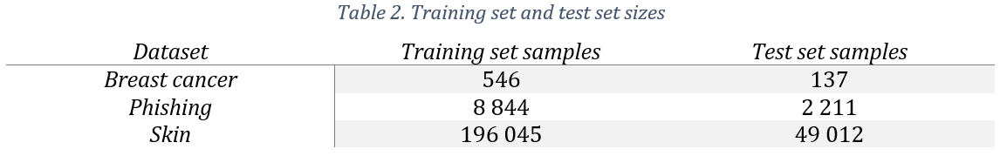 Table 2. Training set and test set sizes
Dataset Training set samples Test set samples
Breast cancer 546 137
Phishing 8 844 2 211
Skin 196 045 49 012